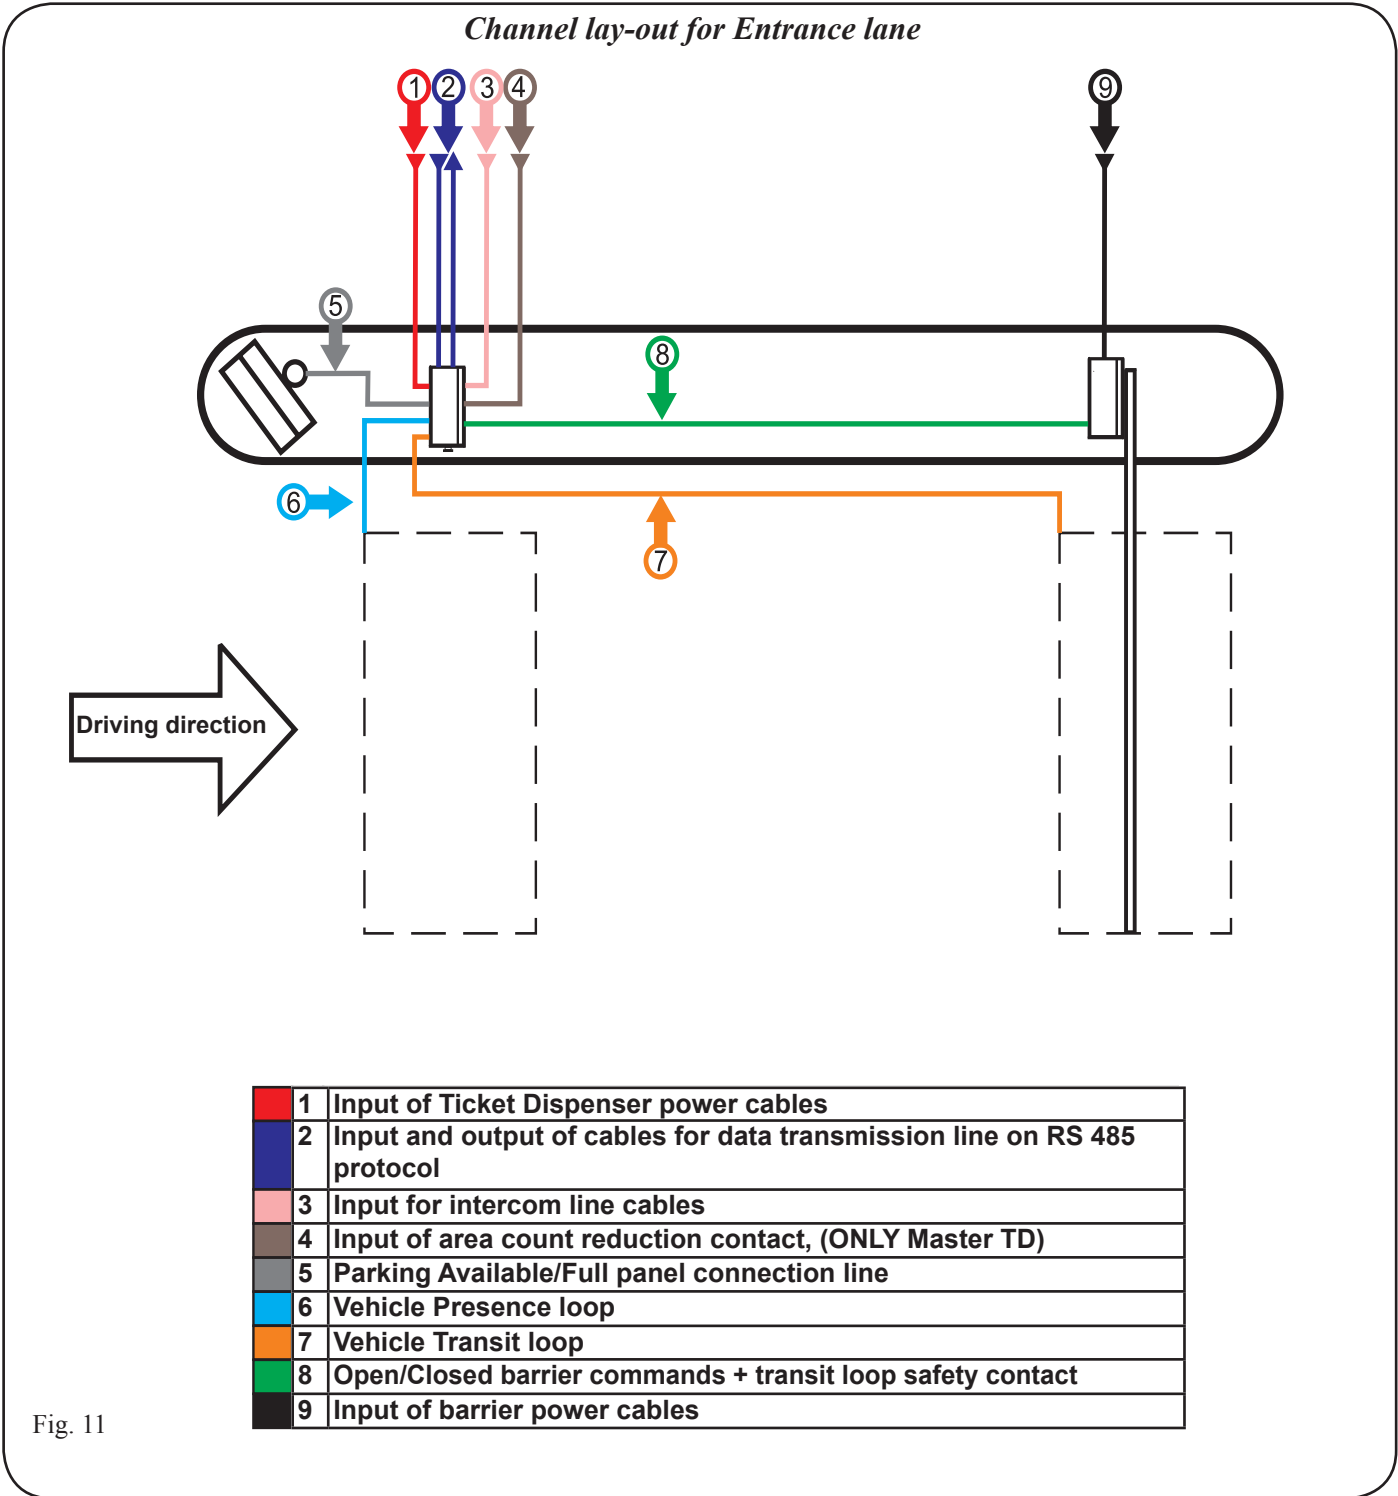 Channel lay-out for Entrance lane
1 2 3 4 9
5
8
6
7
Driving direction
1 Input of Ticket Dispenser power cables
2 Input and output of cables for data transmission line on RS 485
protocol
3 Input for intercom line cables
4 Input of area count reduction contact, (ONLY Master TD)
5 Parking Available/Full panel connection line
6 Vehicle Presence loop
7 Vehicle Transit loop
8 Open/Closed barrier commands + transit loop safety contact
9 Input of barrier power cables
Fig. 11